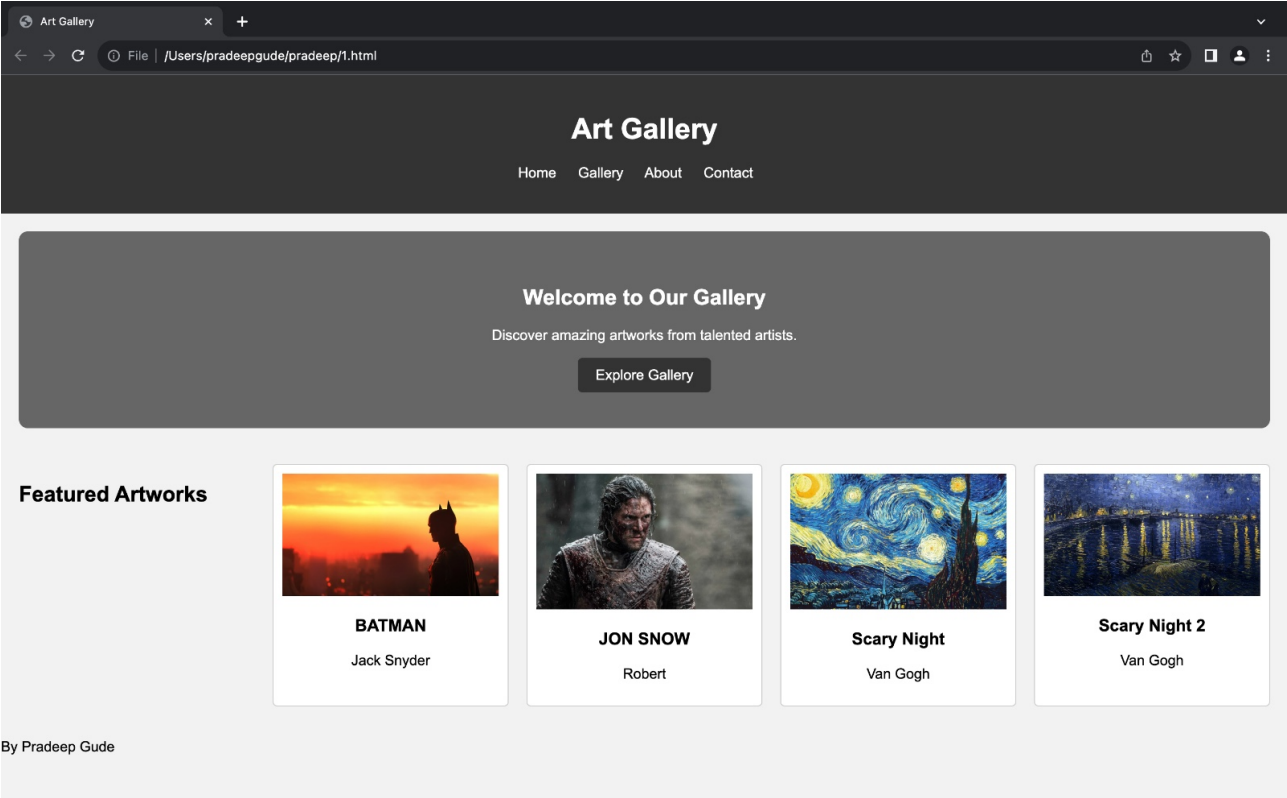 Art Gallery
File | /Users/pradeepgude/pradeep/1.html
Art Gallery
Home Gallery About Contact
Welcome to Our Gallery
Discover amazing artworks from talented artists.
Explore Gallery
Featured Artworks
BATMAN
Jack Snyder
JON SNOW
Robert
Scary Night
Van Gogh
Scary Night 2
Van Gogh
By Pradeep Gude